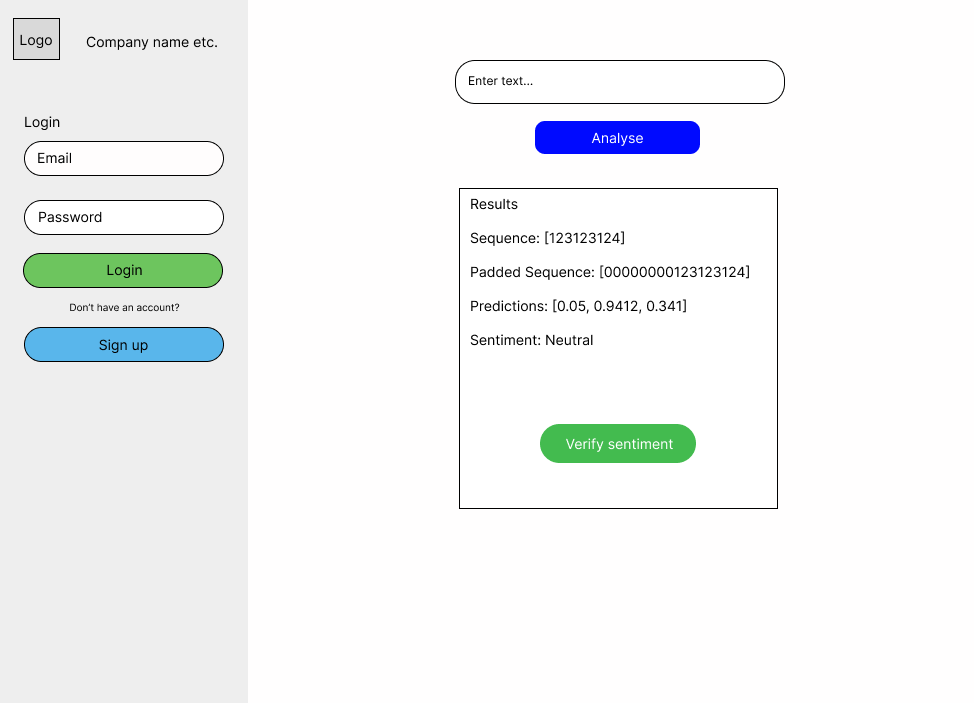 Logo
Company name etc.
Login
Email
Password
Login
Don't have an account?
Sign up
Enter text...
Analyse
Results
Sequence: [123123124]
Padded Sequence: [00000000123123124]
Predictions: [0.05, 0.9412, 0.341]
Sentiment: Neutral
Verify sentiment